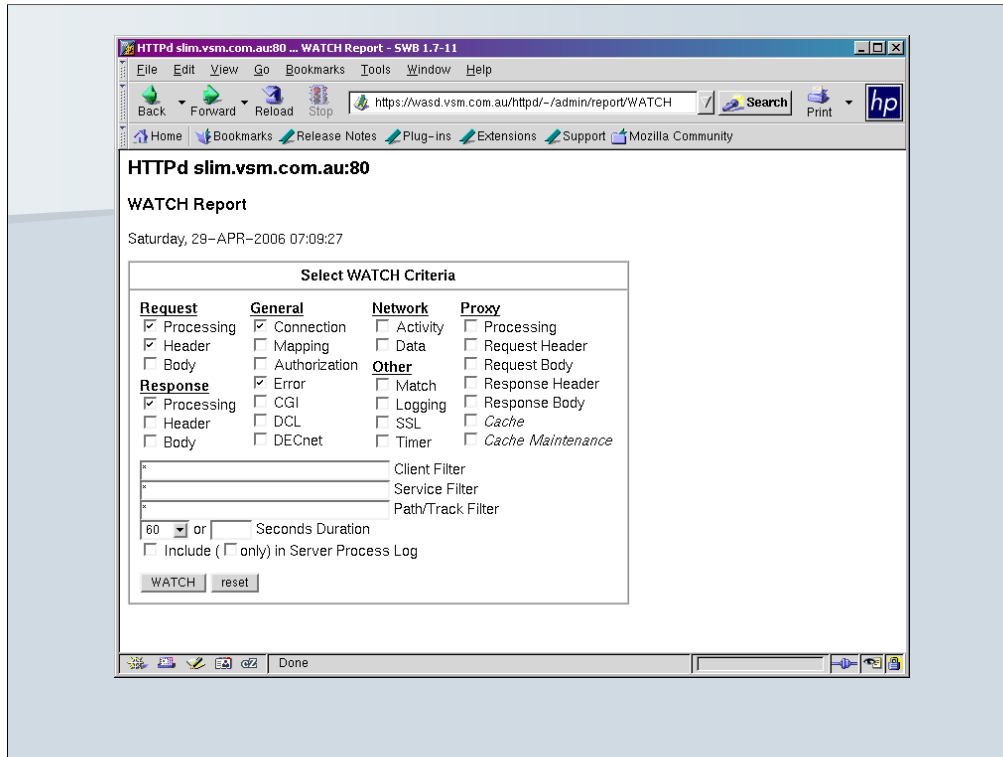 HTTPd slim.vsm.com.au:80 ... WATCH Report - SWB 1.7-11
File Edit View Go Bookmarks Tools Window Help
Back Forward Reload Stop https://wasd.vsm.com.au/httpd/-/admin/report/WATCH Search Print hp
Home Bookmarks Release Notes Plug-ins Extensions Support Mozilla Community
HTTPd slim.vsm.com.au:80
WATCH Report
Saturday, 29-APR-2006 07:09:27
Select WATCH Criteria
Request
Processing
Header
Body
Response
Processing
Header
Body
General
Connection
Mapping
Authorization
Error
CGI
DCL
DECnet
Network
Activity
Data
Other
Match
Logging
SSL
Timer
Proxy
Processing
Request Header
Request Body
Response Header
Response Body
Cache
Cache Maintenance
* Client Filter
* Service Filter
* Path/Track Filter
60 or Seconds Duration
Include ( only) in Server Process Log
WATCH reset
Done